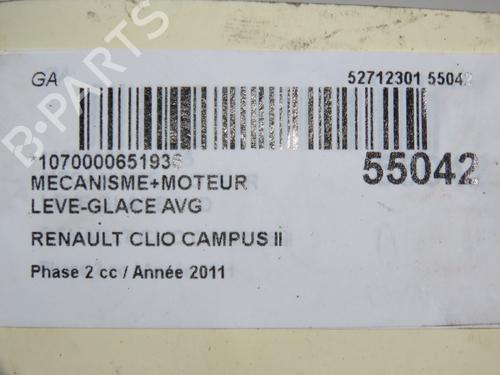 GA
52712301 55042
*1070000651936
55042
MECANISME+MOTEUR
LEVE-GLACE AVG
RENAULT CLIO CAMPUS II
Phase 2 cc / Année 2011
B-PARTS